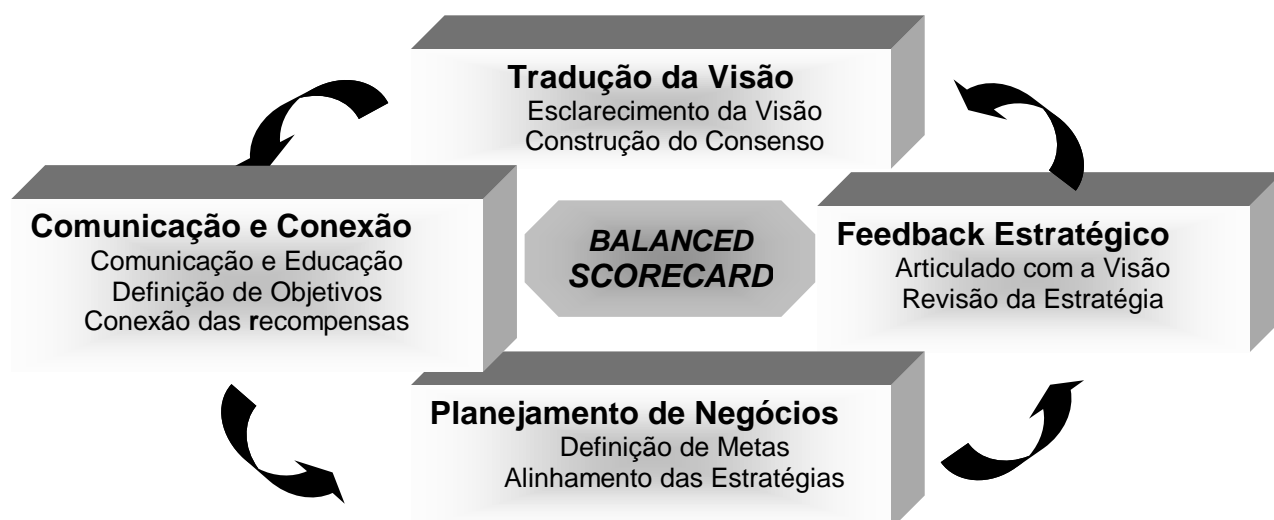 Tradução da Visão
Esclarecimento da Visão
Construção do Consenso
Comunicação e Conexão
Comunicação e Educação
Definição de Objetivos
Conexão das recompensas
BALANCED
SCORECARD
Feedback Estratégico
Articulado com a Visão
Revisão da Estratégia
Planejamento de Negócios
Definição de Metas
Alinhamento das Estratégias